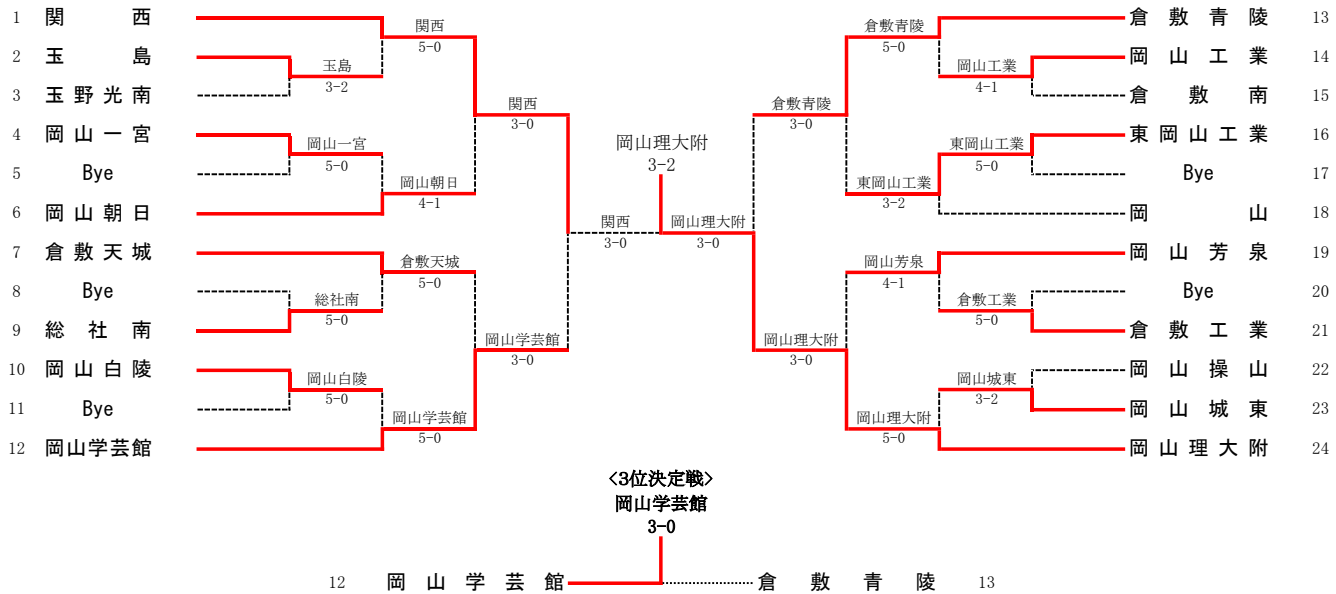 1 関西
2 玉島
3 玉野光南
4 岡山一宮
5 Bye
6 岡山朝日
7 倉敷天城
8 Bye
9 総社南
10 岡山白陵
11 Bye
12 岡山学芸館
関西
5-0
玉島
3-2
岡山一宮
5-0
岡山朝日
4-1
倉敷天城
5-0
総社南
5-0
岡山白陵
5-0
岡山学芸館
5-0
関西
3-0
岡山学芸館
3-0
関西
3-0
岡山理大附
3-2
岡山理大附
3-0
倉敷青陵
3-0
岡山理大附
3-0
倉敷青陵
5-0
岡山工業
4-1
東岡山工業
5-0
東岡山工業
3-2
岡山芳泉
4-1
倉敷工業
5-0
岡山城東
3-2
岡山理大附
5-0
倉敷青陵 13
岡山工業 14
倉敷南 15
東岡山工業 16
Bye 17
岡山 18
岡山芳泉 19
Bye 20
倉敷工業 21
岡山操山 22
岡山城東 23
岡山理大附 24
<3位決定戦>
岡山学芸館
3-0
12 岡山学芸館 倉敷青陵 13